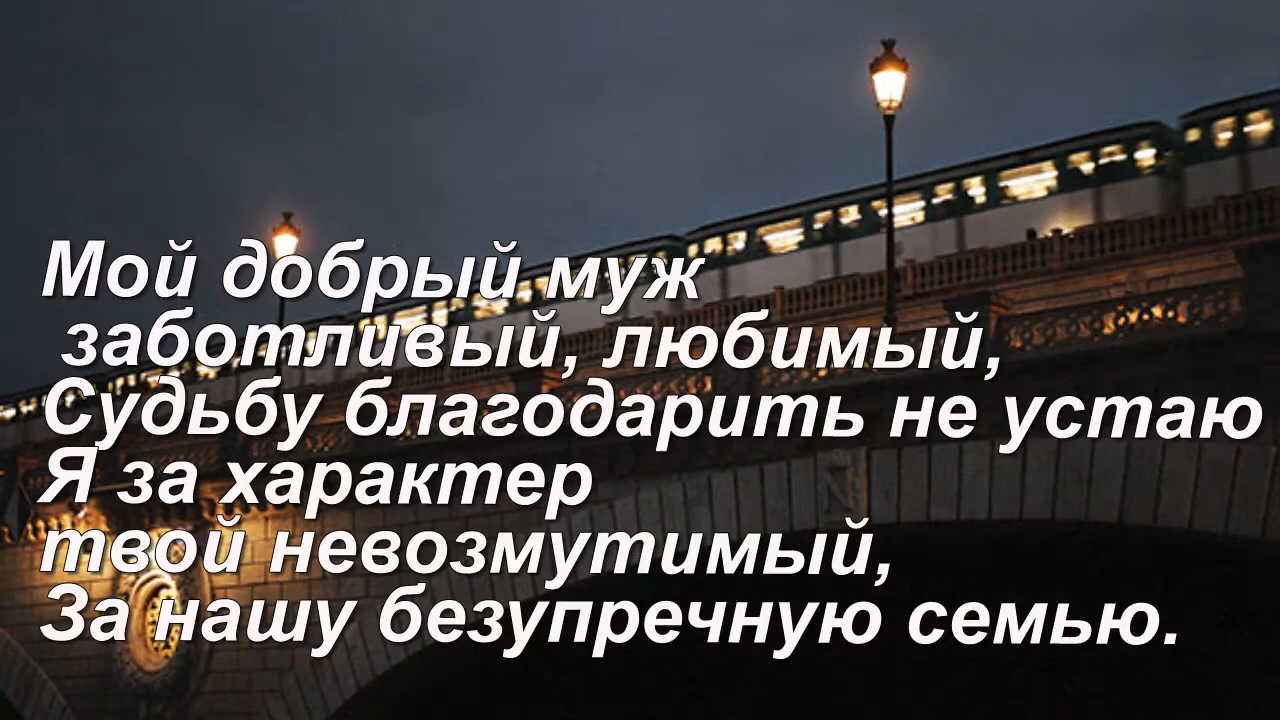 Мой добрый муж
заботливый, любимый,
Судьбу благодарить не устаю
Я за характер
твой невозмутимый,
За нашу безупречную семью.